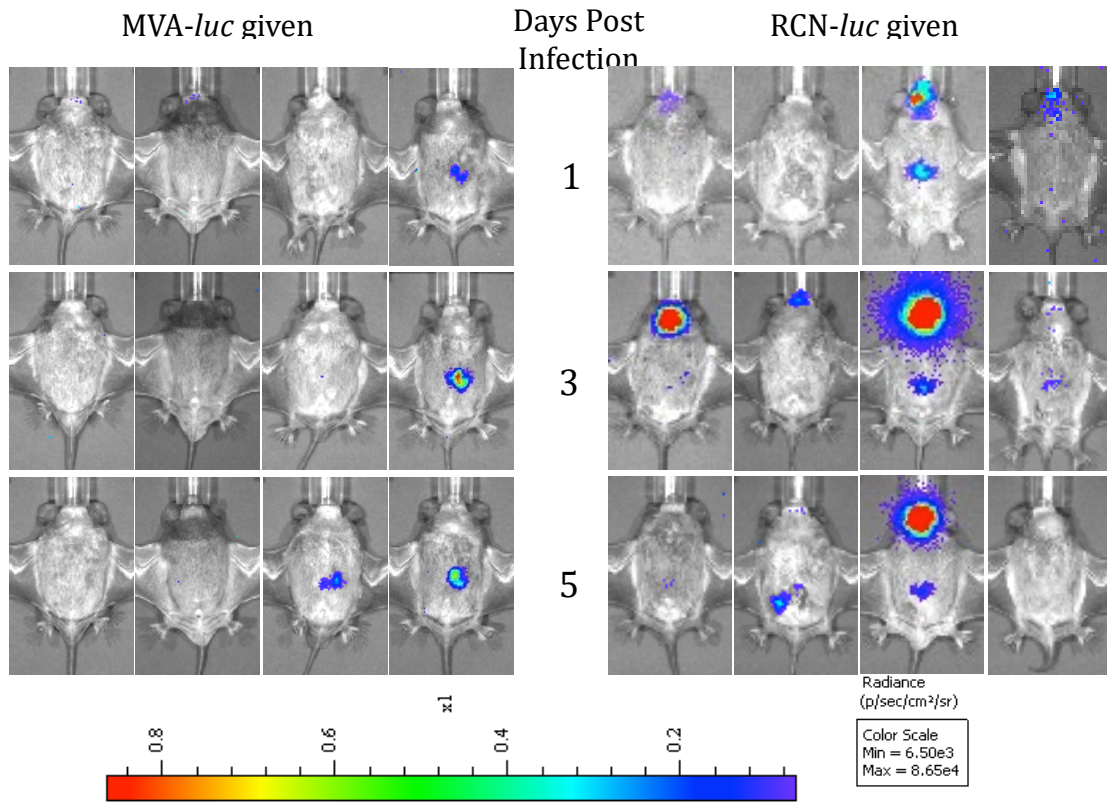 MVA-luc given
Days Post
Infection
RCN-luc given
1
3
5
Radiance
(p/sec/cm²/sr)
Color Scale
Min = 6.50e3
Max = 8.65e4
x1
0.8
0.6
0.4
0.2